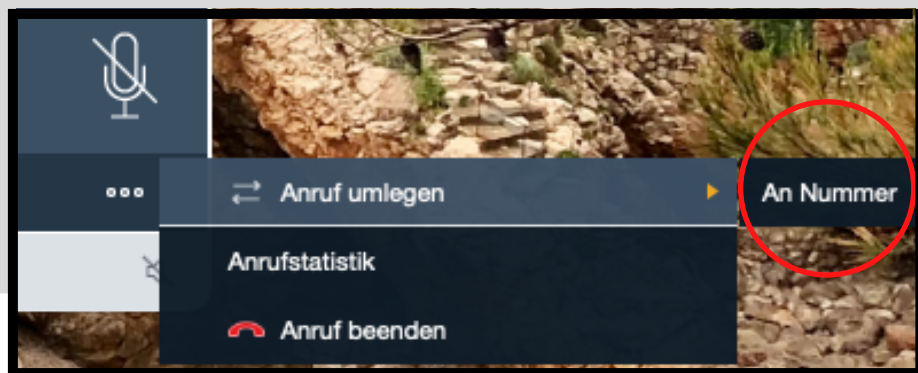 Anruf umlegen
An Nummer
Anrufstatistik
Anruf beenden